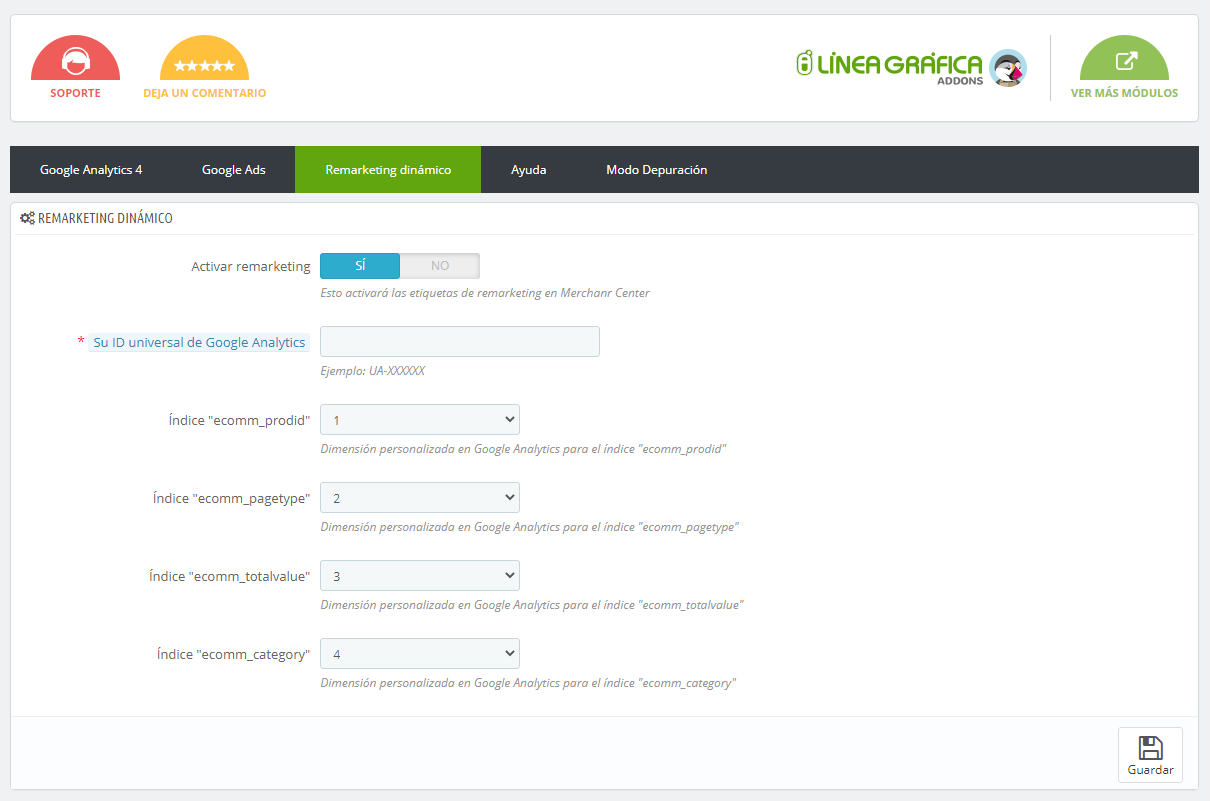 SOPORTE
DEJA UN COMENTARIO
LÍNEA GRÁFICA
ADDONS
VER MÁS MÓDULOS
Google Analytics 4
Google Ads
Remarketing dinámico
Ayuda
Modo Depuración
REMARKETING DINÁMICO
Activar remarketing
SÍ
NO
Esto activará las etiquetas de remarketing en Merchanr Center
* Su ID universal de Google Analytics
Ejemplo: UA-XXXXXX
Índice "ecomm_prodid"
1
Dimensión personalizada en Google Analytics para el índice "ecomm_prodid"
Índice "ecomm_pagetype"
2
Dimensión personalizada en Google Analytics para el índice "ecomm_pagetype"
Índice "ecomm_totalvalue"
3
Dimensión personalizada en Google Analytics para el índice "ecomm_totalvalue"
Índice "ecomm_category"
4
Dimensión personalizada en Google Analytics para el índice "ecomm_category"
Guardar